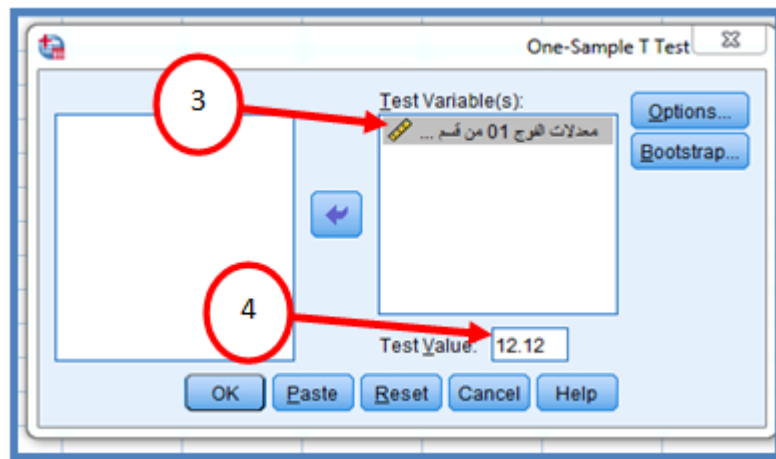 One-Sample T Test
3
Test Variable(s):
معدلات الفوج 01 من قسم ...
Options...
Bootstrap...
4
Test Value: 12.12
OK Paste Reset Cancel Help